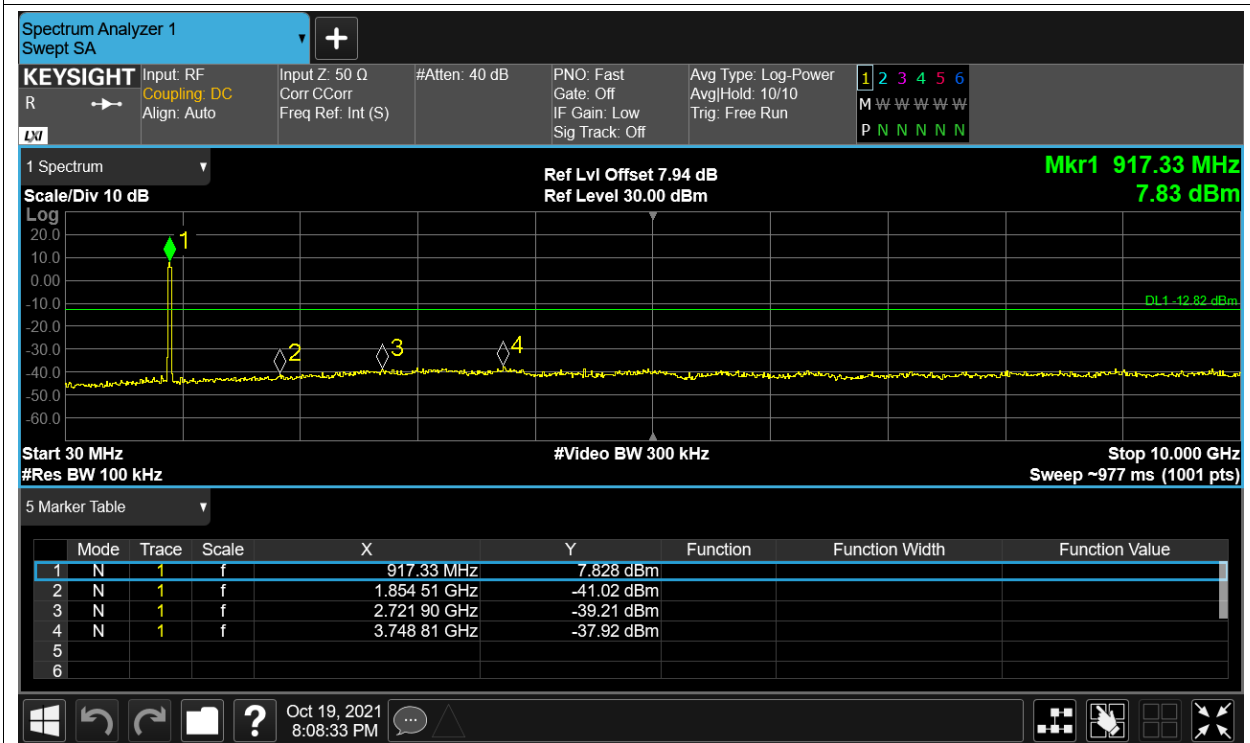 Spectrum Analyzer 1
Swept SA
KEYSIGHT
R
LXI
Input: RF
Coupling: DC
Align: Auto
Input Z: 50 Ω
Corr CCorr
Freq Ref: Int (S)
#Atten: 40 dB
PNO: Fast
Gate: Off
IF Gain: Low
Sig Track: Off
Avg Type: Log-Power
Avg|Hold: 10/10
Trig: Free Run
1 2 3 4 5 6
M W W W W W
P N N N N N
1 Spectrum
Scale/Div 10 dB
Ref Lvl Offset 7.94 dB
Ref Level 30.00 dBm
Mkr1 917.33 MHz
7.83 dBm
Log
20.0
10.0
0.00
-10.0
-20.0
-30.0
-40.0
-50.0
-60.0
1
2
3
4
DL1 -12.82 dBm
Start 30 MHz
#Res BW 100 kHz
#Video BW 300 kHz
Stop 10.000 GHz
Sweep ~977 ms (1001 pts)
5 Marker Table
Mode Trace Scale X Y Function Function Width Function Value
1 N 1 f 917.33 MHz 7.828 dBm
2 N 1 f 1.854 51 GHz -41.02 dBm
3 N 1 f 2.721 90 GHz -39.21 dBm
4 N 1 f 3.748 81 GHz -37.92 dBm
5
6
?
Oct 19, 2021
8:08:33 PM